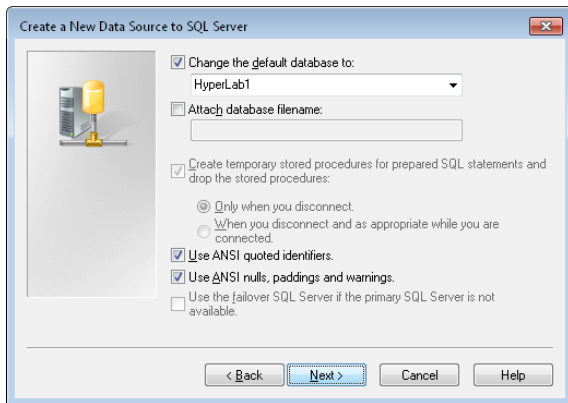 Create a New Data Source to SQL Server
Change the default database to:
HyperLab1
Attach database filename:
Create temporary stored procedures for prepared SQL statements and
drop the stored procedures:
Only when you disconnect.
When you disconnect and as appropriate while you are
connected.
Use ANSI quoted identifiers.
Use ANSI nulls, paddings and warnings.
Use the failover SQL Server if the primary SQL Server is not
available.
< Back Next > Cancel Help